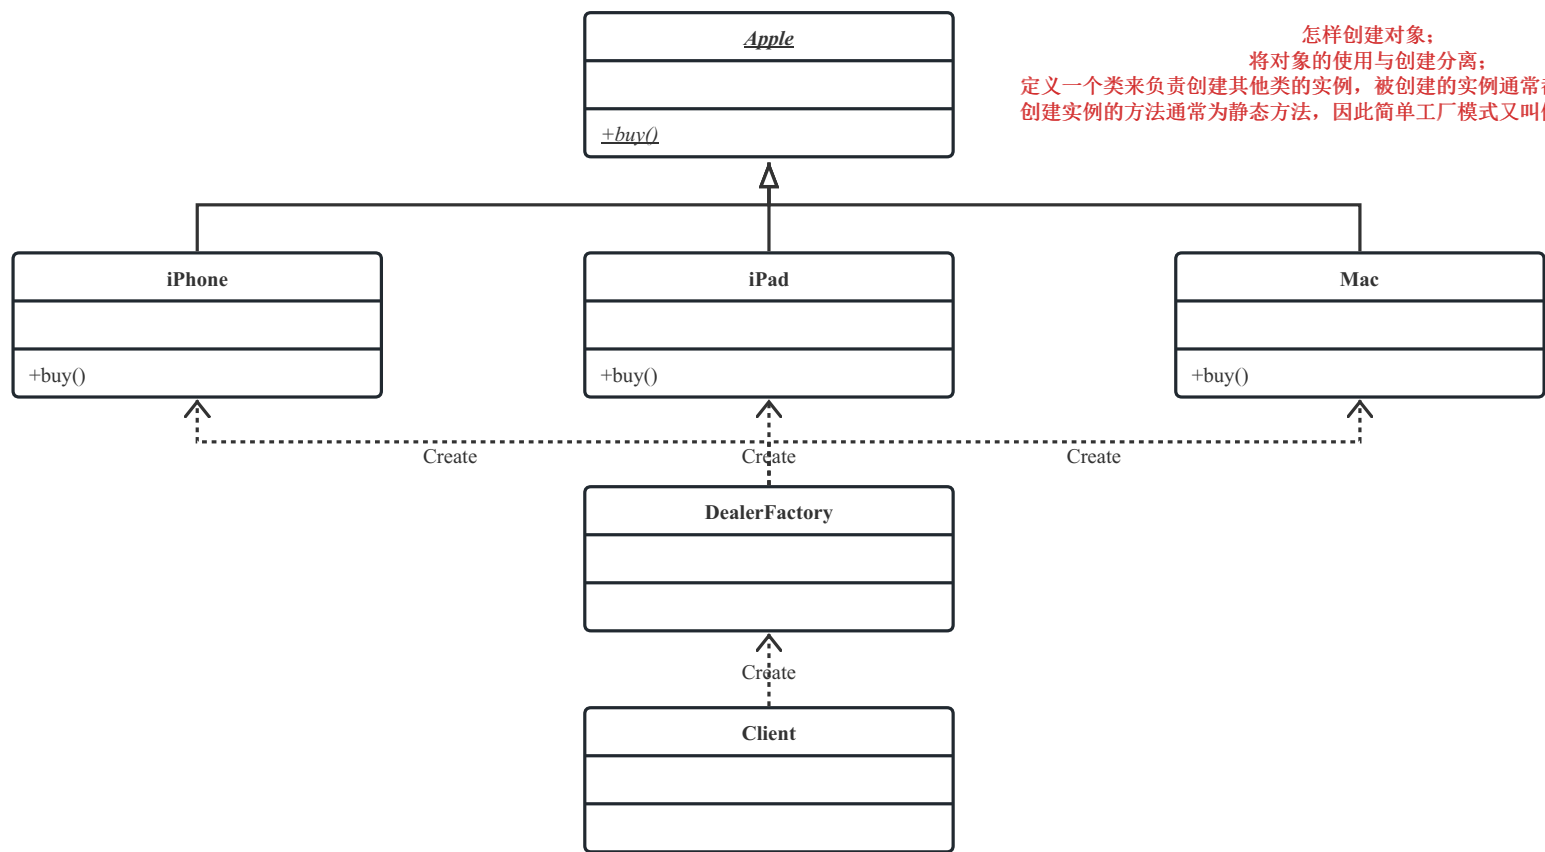 Apple
+buy()
怎样创建对象；
将对象的使用与创建分离；
定义一个类来负责创建其他类的实例，被创建的实例通常
创建实例的方法通常为静态方法，因此简单工厂模式又叫
iPhone
+buy()
iPad
+buy()
Mac
+buy()
Create
Create
Create
DealerFactory
Create
Client